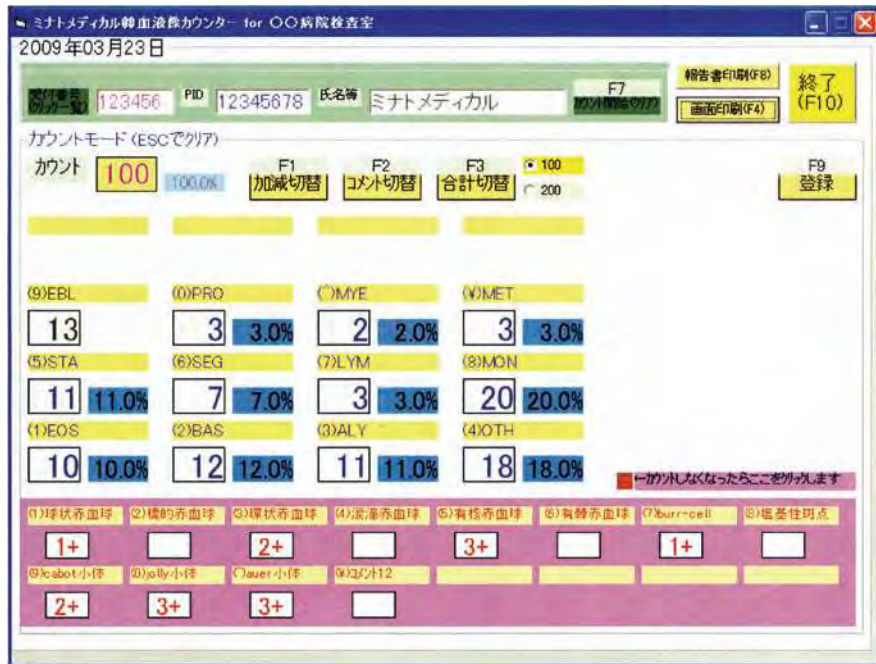 ミナトメディカル㈱血液像カウンター for 〇〇病院検査室
2009年03月23日
123456 PID 12345678 氏名等 ミナトメディカル F7 報告書印刷(F8) 終了
画面印刷(F4) (F10)
カウントモード (ESCでクリア)
カウント 100 100.0% F1 F2 F3 100 F9
加減切替 コメント切替 合計切替 200 登録
(9)EBL (0)PRO MYE (¥)MET
13 3 3.0% 2 2.0% 3 3.0%
(5)STA (6)SEG (7)LYM (8)MON
11 11.0% 7 7.0% 3 3.0% 20 20.0%
(1)EOS (2)BAS (3)ALY (4)OTH
10 10.0% 12 12.0% 11 11.0% 18 18.0%
←カウントしなくなったらここをクリックします
(1)球状赤血球 (2)標的赤血球 (3)環状赤血球 (4)涙滴赤血球 (5)有核赤血球 (6)有棘赤血球 (7)burr-cell (8)塩基性斑点
1+ 2+ 3+ 1+
(9)cabot小体 (0)jolly小体 auer小体 (¥)コメント12
2+ 3+ 3+